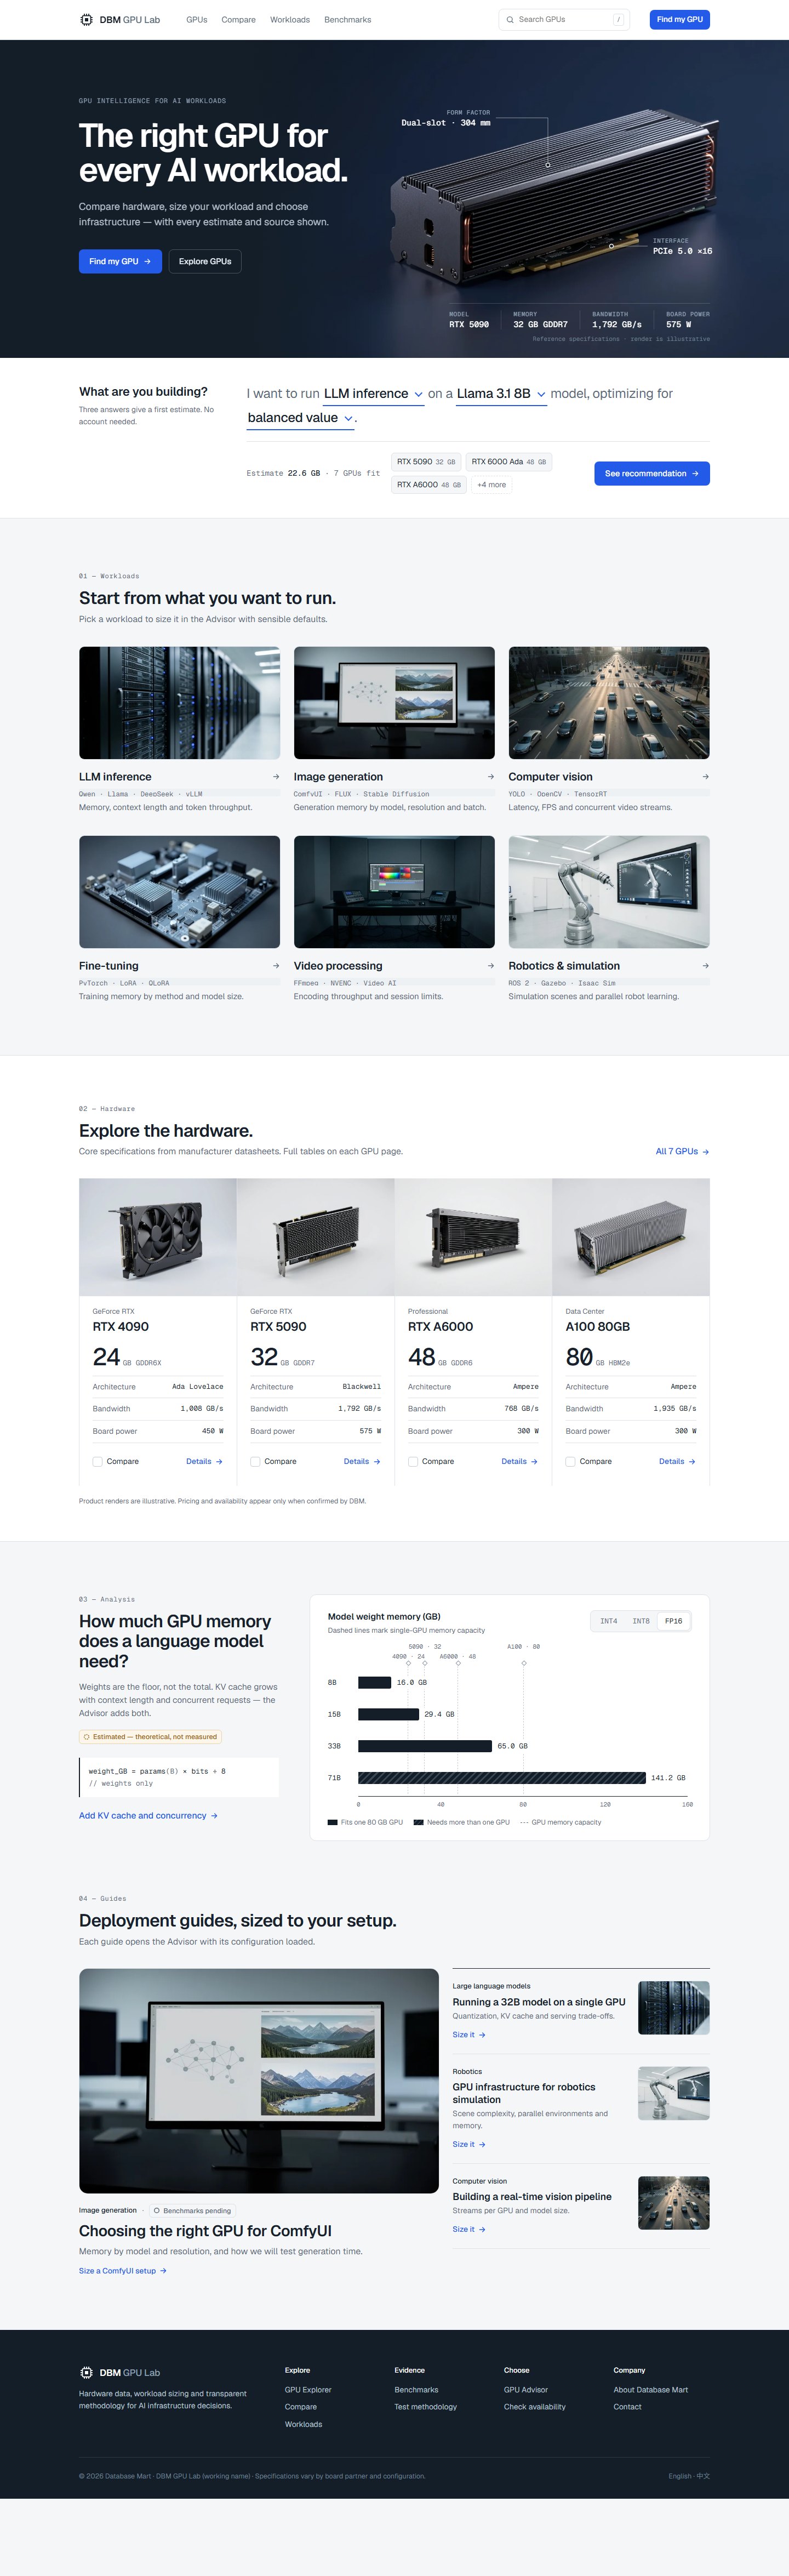 DBM GPU Lab
GPUs
Compare
Workloads
Benchmarks
Search GPUs
/
Find my GPU
GPU INTELLIGENCE FOR AI WORKLOADS
The right GPU for
every AI workload.
Compare hardware, size your workload and choose
infrastructure — with every estimate and source shown.
Find my GPU →
Explore GPUs
FORM FACTOR
Dual-slot · 304 mm
INTERFACE
PCIe 5.0 ×16
MODEL
RTX 5090
MEMORY
32 GB GDDR7
BANDWIDTH
1,792 GB/s
BOARD POWER
575 W
Reference specifications · render is illustrative
What are you building?
Three answers give a first estimate. No
account needed.
I want to run LLM inference on a Llama 3.1 8B model, optimizing for
balanced value .
Estimate 22.6 GB · 7 GPUs fit
RTX 5090 32 GB
RTX 6000 Ada 48 GB
RTX A6000 48 GB
+4 more
See recommendation →
01 — Workloads
Start from what you want to run.
Pick a workload to size it in the Advisor with sensible defaults.
LLM inference →
Qwen · Llama · DeepSeek · vLLM
Memory, context length and token throughput.
Image generation →
ComfyUI · FLUX · Stable Diffusion
Generation memory by model, resolution and batch.
Computer vision →
YOLO · OpenCV · TensorRT
Latency, FPS and concurrent video streams.
Fine-tuning →
PyTorch · LoRA · QLoRA
Training memory by method and model size.
Video processing →
FFmpeg · NVENC · Video AI
Encoding throughput and session limits.
Robotics & simulation →
ROS 2 · Gazebo · Isaac Sim
Simulation scenes and parallel robot learning.
02 — Hardware
Explore the hardware.
Core specifications from manufacturer datasheets. Full tables on each GPU page.
All 7 GPUs →
GeForce RTX
RTX 4090
24 GB GDDR6X
Architecture Ada Lovelace
Bandwidth 1,008 GB/s
Board power 450 W
Compare
Details →
GeForce RTX
RTX 5090
32 GB GDDR7
Architecture Blackwell
Bandwidth 1,792 GB/s
Board power 575 W
Compare
Details →
Professional
RTX A6000
48 GB GDDR6
Architecture Ampere
Bandwidth 768 GB/s
Board power 300 W
Compare
Details →
Data Center
A100 80GB
80 GB HBM2e
Architecture Ampere
Bandwidth 1,935 GB/s
Board power 300 W
Compare
Details →
Product renders are illustrative. Pricing and availability appear only when confirmed by DBM.
03 — Analysis
How much GPU memory
does a language model
need?
Weights are the floor, not the total. KV cache grows
with context length and concurrent requests — the
Advisor adds both.
Estimated — theoretical, not measured
weight_GB = params(B) × bits ÷ 8
// weights only
Add KV cache and concurrency →
Model weight memory (GB)
Dashed lines mark single-GPU memory capacity
INT4
INT8
FP16
5090 · 32
A100 · 80
4090 · 24
A6000 · 48
8B
16.0 GB
15B
29.4 GB
33B
65.0 GB
71B
141.2 GB
0
40
80
120
160
Fits one 80 GB GPU
Needs more than one GPU
GPU memory capacity
04 — Guides
Deployment guides, sized to your setup.
Each guide opens the Advisor with its configuration loaded.
Image generation ·
Benchmarks pending
Choosing the right GPU for ComfyUI
Memory by model and resolution, and how we will test generation time.
Size a ComfyUI setup →
Large language models
Running a 32B model on a single GPU
Quantization, KV cache and serving trade-offs.
Size it →
Robotics
GPU infrastructure for robotics
simulation
Scene complexity, parallel environments and
memory.
Size it →
Computer vision
Building a real-time vision pipeline
Streams per GPU and model size.
Size it →
DBM GPU Lab
Hardware data, workload sizing and transparent
methodology for AI infrastructure decisions.
Explore
GPU Explorer
Compare
Workloads
Evidence
Benchmarks
Test methodology
Choose
GPU Advisor
Check availability
Company
About Database Mart
Contact
© 2026 Database Mart · DBM GPU Lab (working name) · Specifications vary by board partner and configuration.
English · 中文